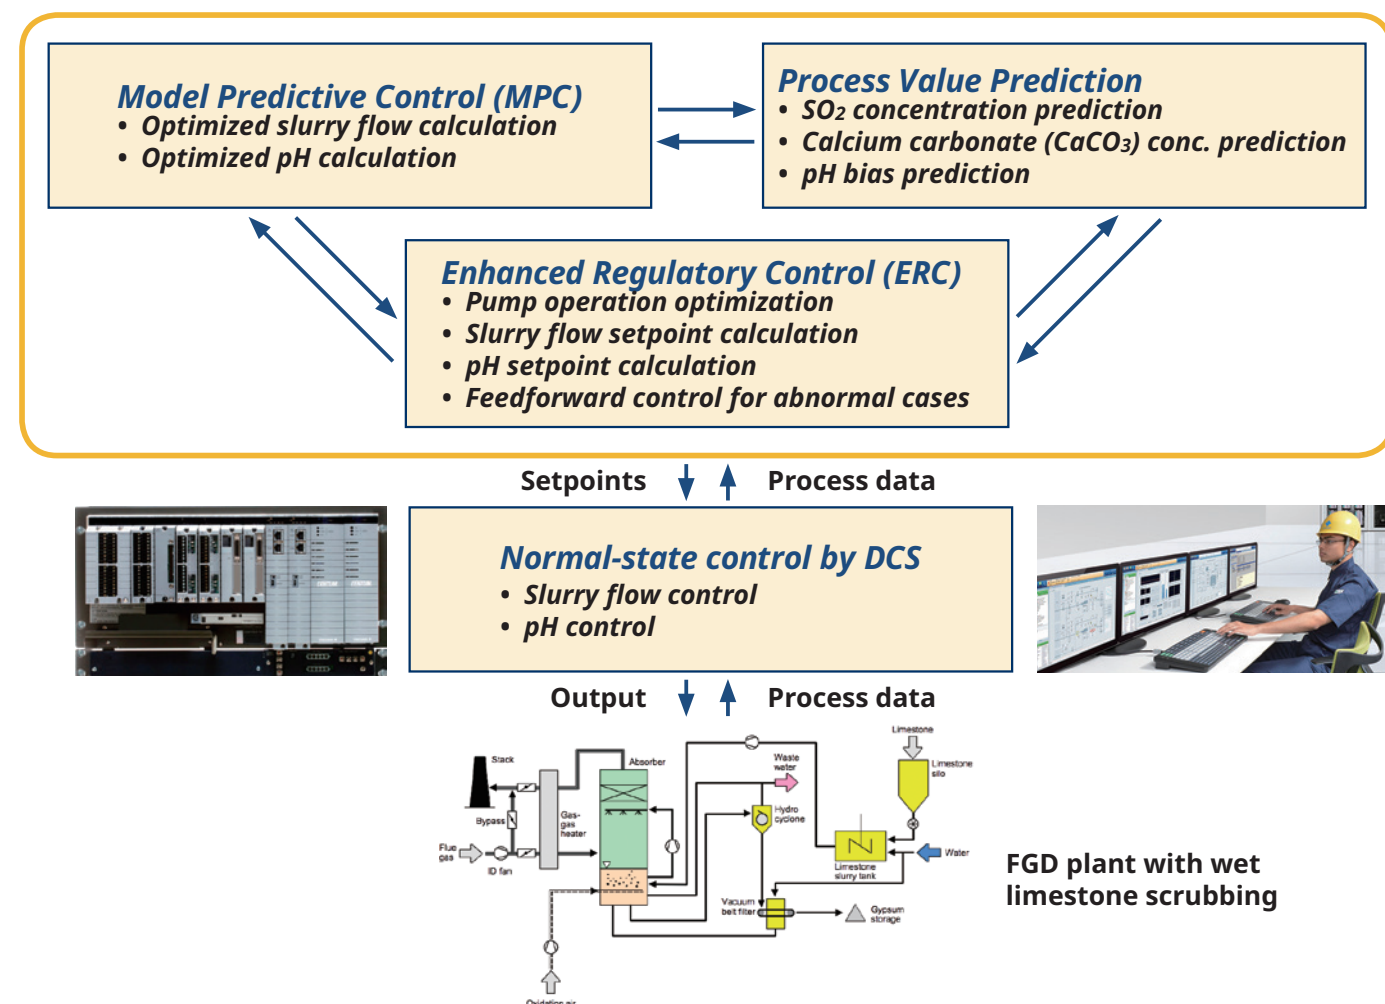 Model Predictive Control (MPC)
• Optimized slurry flow calculation
• Optimized pH calculation
Process Value Prediction
• SO2 concentration prediction
• Calcium carbonate (CaCO3) conc. prediction
• pH bias prediction
Enhanced Regulatory Control (ERC)
• Pump operation optimization
• Slurry flow setpoint calculation
• pH setpoint calculation
• Feedforward control for abnormal cases
Setpoints
Process data
Normal-state control by DCS
• Slurry flow control
• pH control
Output
Process data
Stack
Absorber
Waste
water
Limestone
Limestone
silo
Bypass
Gas-
gas
heater
Hydro
cyclone
Flue
gas
ID fan
Water
Limestone
slurry tank
Vacuum
belt filter
Gypsum
storage
Oxidation air
FGD plant with wet
limestone scrubbing